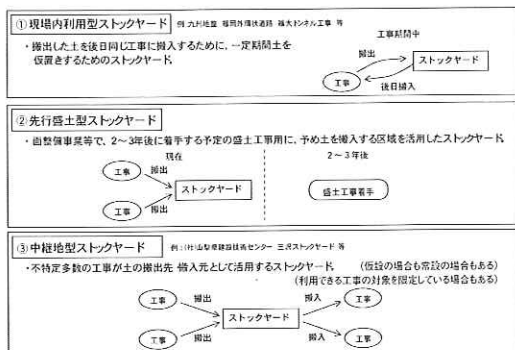 ①現場内利用型ストックヤード 例 九州地整 福岡外環状道路 福大トンネル工事 等
・搬出した土を後日同じ工事に搬入するために、一定期間土を
仮置きするためのストックヤード。
工事期間中
搬出
工事
ストックヤード
後日搬入
②先行盛土型ストックヤード
・面整備事業等で、2～3年後に着手する予定の盛土工事用に、予め土を搬入する区域を活用したストックヤード。
現在
2～3年後
工事
搬出
ストックヤード
盛土工事着手
工事
搬出
③中継地型ストックヤード 例:(社)山梨県建設技術センター 三沢ストックヤード 等
・不特定多数の工事が土の搬出先 搬入元として活用するストックヤード。 (仮設の場合も常設の場合もある)
(利用できる工事の対象を限定している場合もある)
工事
搬出
搬入
工事
ストックヤード
工事
搬出
搬入
工事